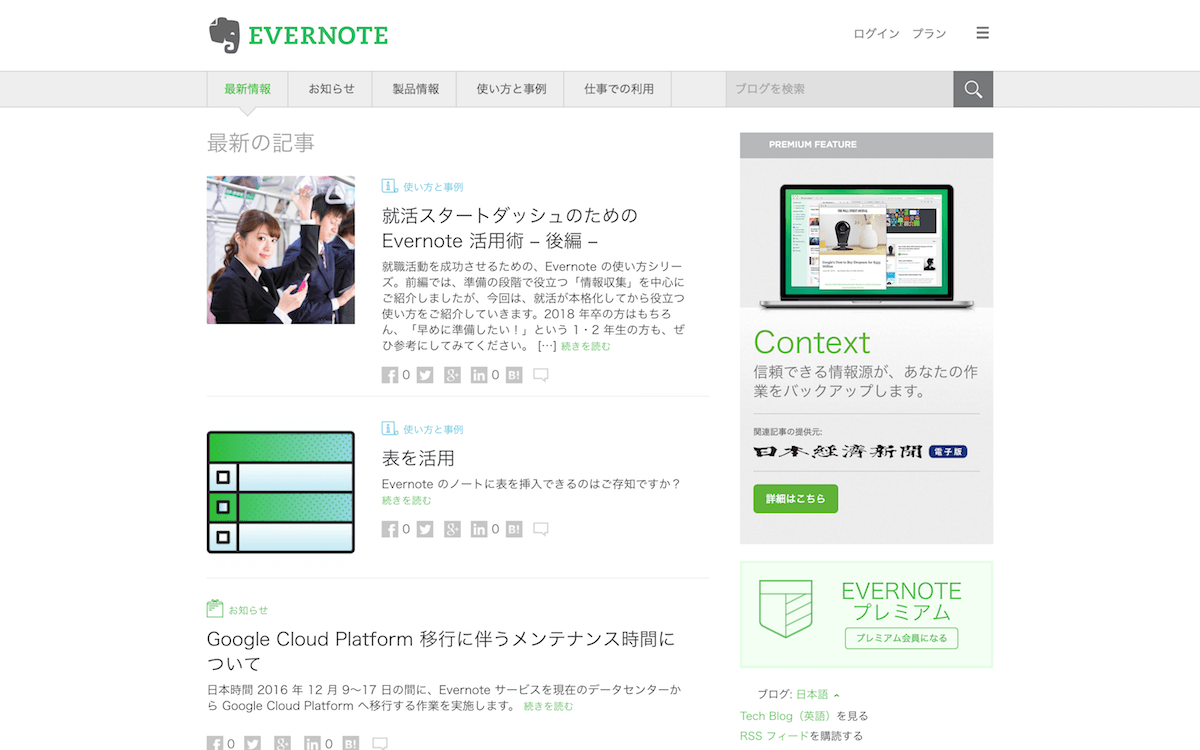 EVERNOTE
ログイン プラン
最新情報 お知らせ 製品情報 使い方と事例 仕事での利用 ブログを検索
最新の記事
使い方と事例
就活スタートダッシュのための
Evernote 活用術 – 後編 –
就職活動を成功させるための、Evernote の使い方シリー
ズ。前編では、準備の段階で役立つ「情報収集」を中心に
ご紹介しましたが、今回は、就活が本格化してから役立つ
使い方をご紹介していきます。2018 年卒の方はもちろ
ん、「早めに準備したい！」という 1・2 年生の方も、ぜ
ひ参考にしてみてください。 […] 続きを読む
0 0 B!
使い方と事例
表を活用
Evernote のノートに表を挿入できるのはご存知ですか？
続きを読む
0 0 B!
お知らせ
Google Cloud Platform 移行に伴うメンテナンス時間に
ついて
日本時間 2016 年 12 月 9〜17 日の間に、Evernote サービスを現在のデータセンターか
ら Google Cloud Platform へ移行する作業を実施します。 続きを読む
0 0 B!
PREMIUM FEATURE
Context
信頼できる情報源が、あなたの作
業をバックアップします。
関連記事の提供元:
日本経済新聞 電子版
詳細はこちら
EVERNOTE
プレミアム
プレミアム会員になる
ブログ: 日本語
Tech Blog（英語）を見る
RSS フィードを購読する